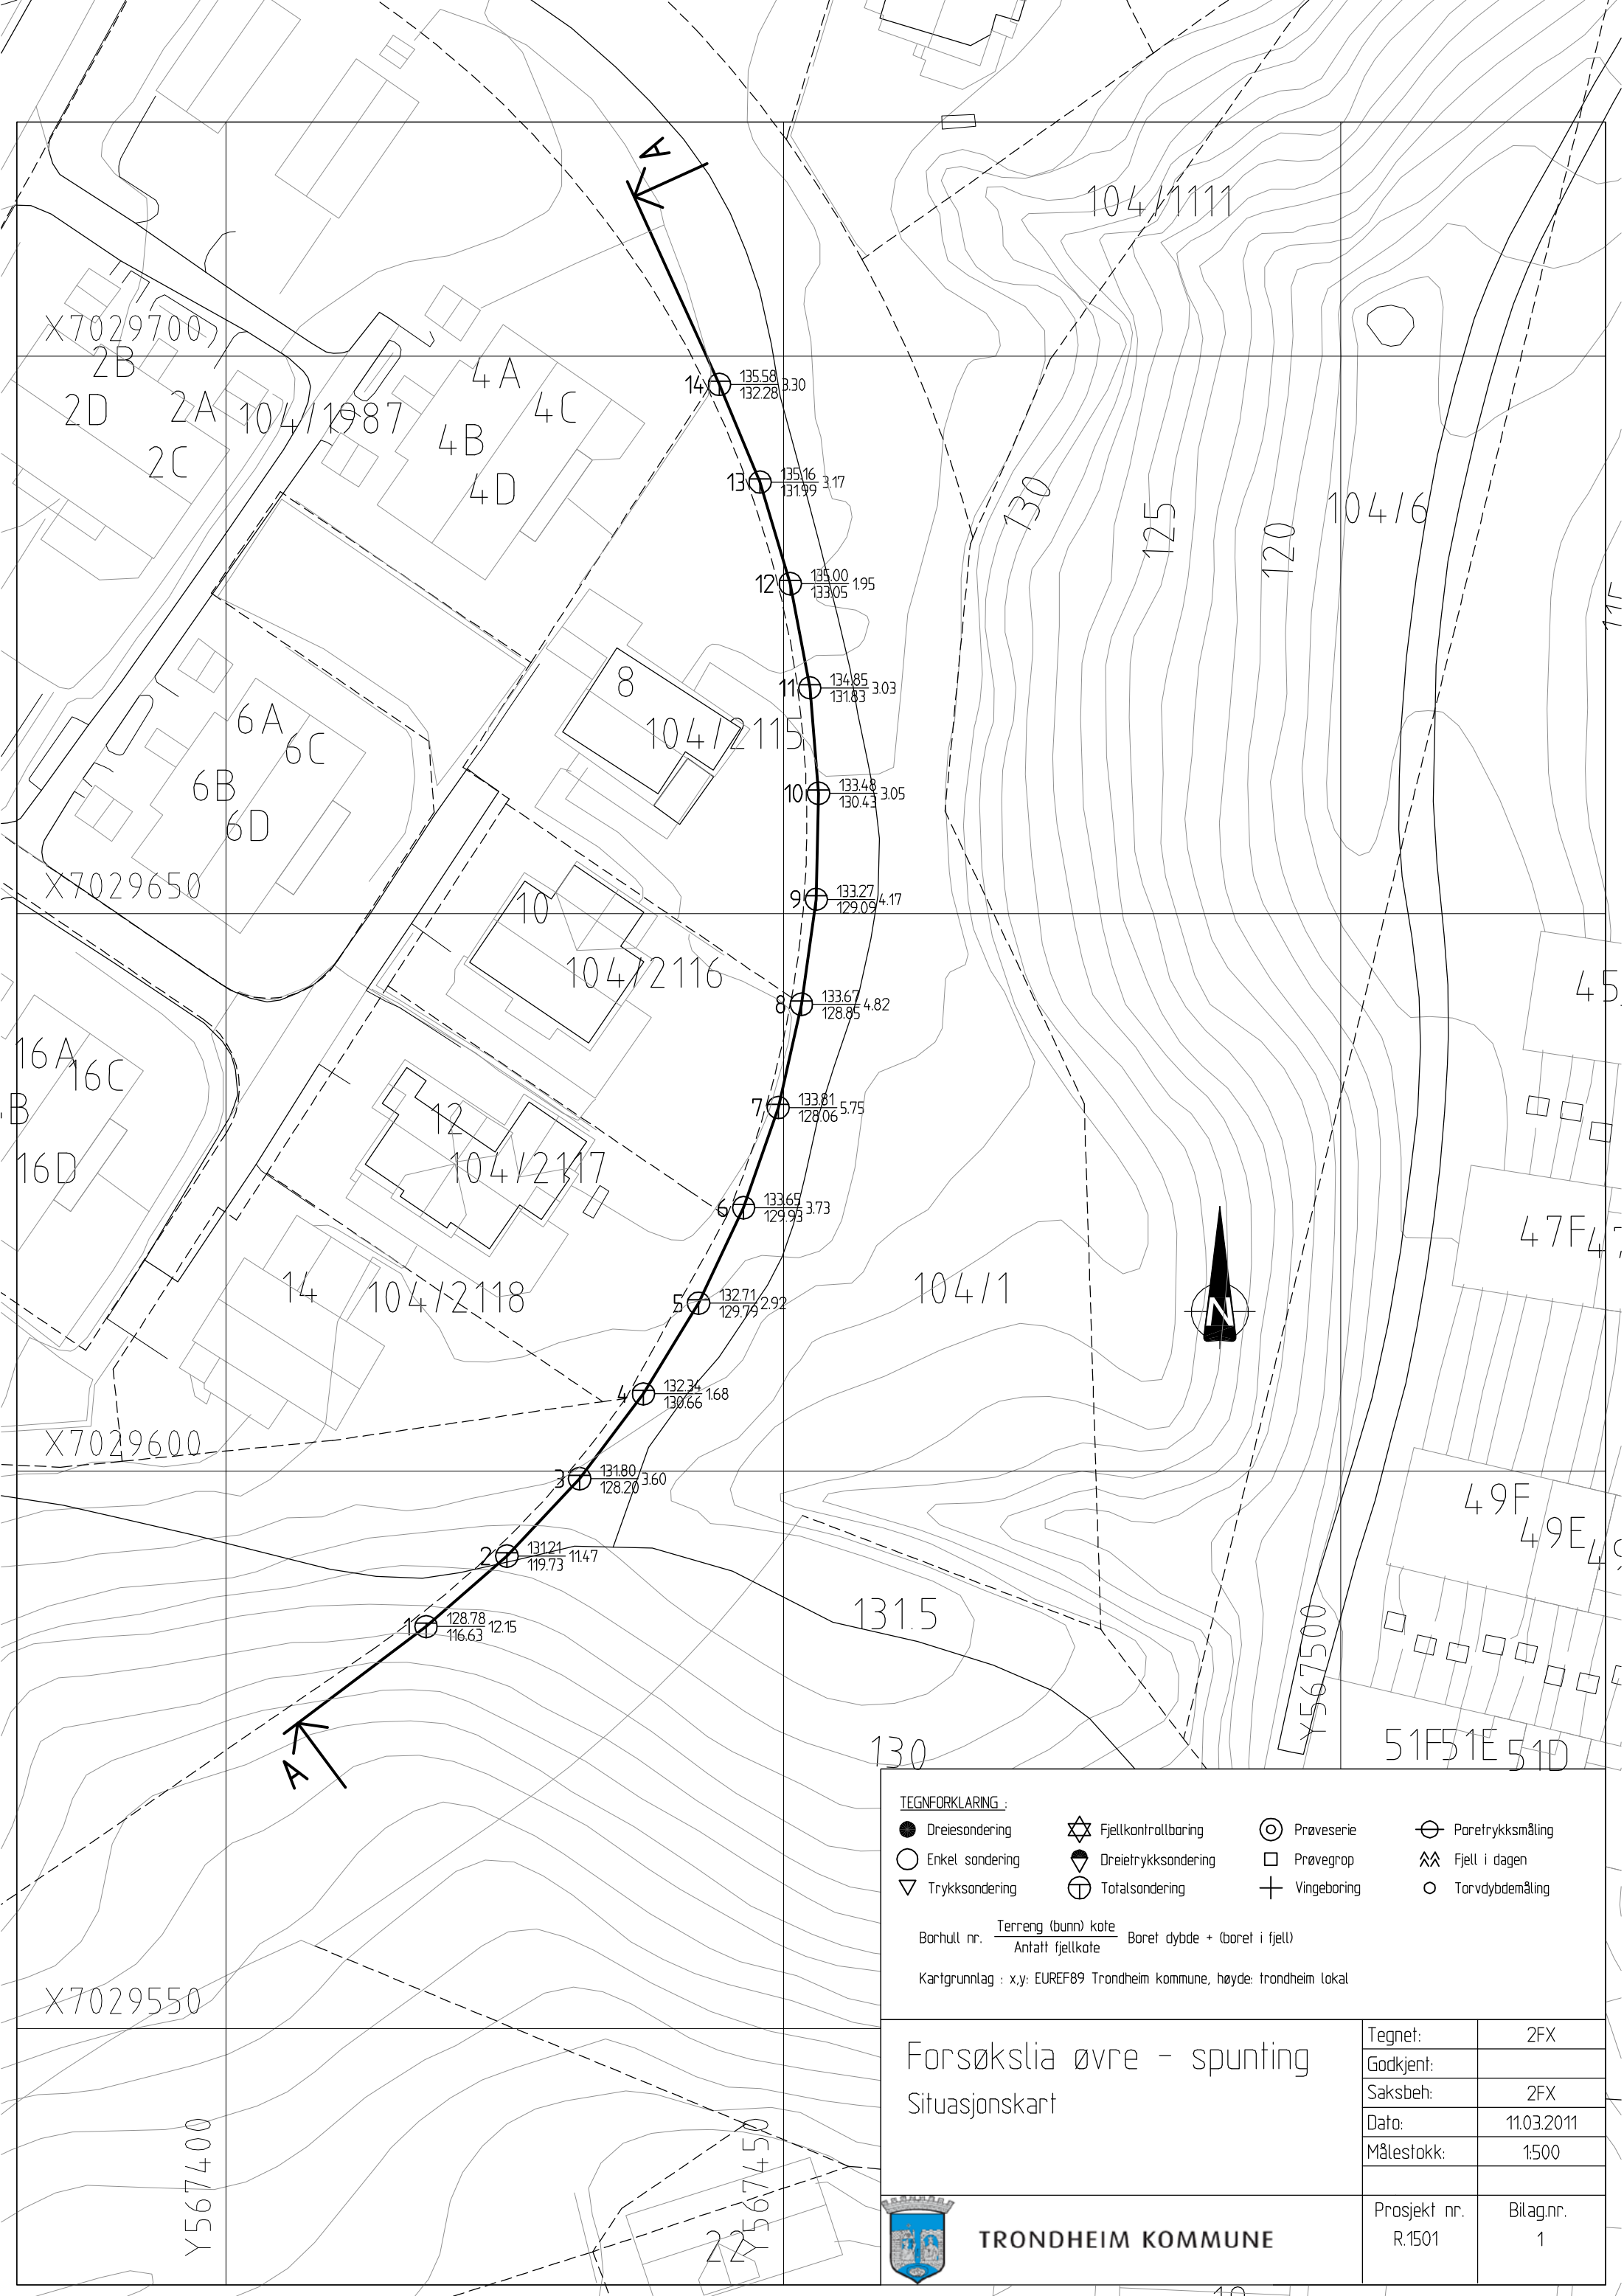 A
104/1111
X7029700
2B
2D
2A
2C
104/1987
4A
4C
4B
4D
14 135.58 3.30
132.28
13 135.16 3.17
131.99
130
125
120
104/6
12 135.00 1.95
133.05
11F
8
11 134.85 3.03
131.83
104/2115
6A
6C
6B
6D
10 133.48 3.05
130.43
X7029650
9 133.27 4.17
129.09
10
104/2116
8 133.67 4.82
128.85
45
16A
16C
B
16D
12
104/2117
7 133.81 5.75
128.06
6 133.65 3.73
129.93
47F
47
14
104/2118
5 132.71 2.92
129.79
104/1
N
4 132.34 1.68
130.66
X7029600
3 131.80 3.60
128.20
49F
49E
49
2 131.21 11.47
119.73
1 128.78 12.15
116.63
131.5
Y567500
A
130
51F
51E
51D
TEGNFORKLARING :
Dreiesondering
Fjellkontrollboring
Prøveserie
Poretrykksmåling
Enkel sondering
Dreietrykksondering
Prøvegrop
Fjell i dagen
Trykksondering
Totalsondering
Vingeboring
Torvdybdemåling
Borhull nr. Terreng (bunn) kote Boret dybde + (boret i fjell)
Antatt fjellkote
Kartgrunnlag : x,y: EUREF89 Trondheim kommune, høyde: trondheim lokal
X7029550
Y567400
Y567450
22
Forsøkslia øvre - spunting
Situasjonskart
Tegnet: 2FX
Godkjent:
Saksbeh: 2FX
Dato: 11.03.2011
Målestokk: 1:500
Prosjekt nr. Bilag.nr.
R.1501 1
TRONDHEIM KOMMUNE